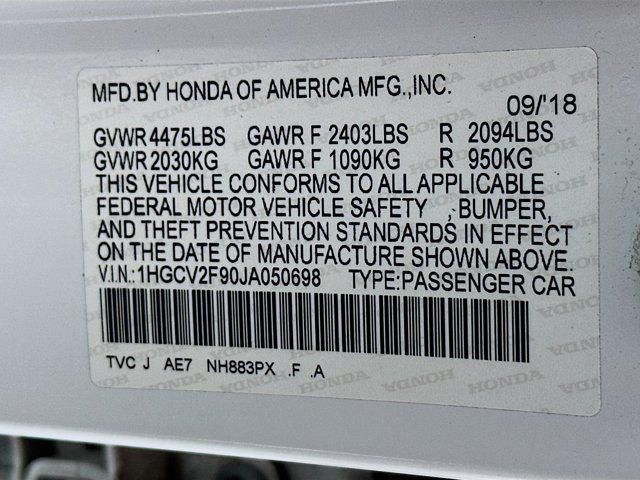 MFD.BY HONDA OF AMERICA MFG.,INC.
09/'18
GVWR 4475LBS GAWR F 2403LBS R 2094LBS
GVWR 2030KG GAWR F 1090KG R 950KG
THIS VEHICLE CONFORMS TO ALL APPLICABLE
FEDERAL MOTOR VEHICLE SAFETY , BUMPER,
AND THEFT PREVENTION STANDARDS IN EFFECT
ON THE DATE OF MANUFACTURE SHOWN ABOVE.
V.I.N.:1HGCV2F90JA050698 TYPE:PASSENGER CAR
TVC J AE7 NH883PX .F .A